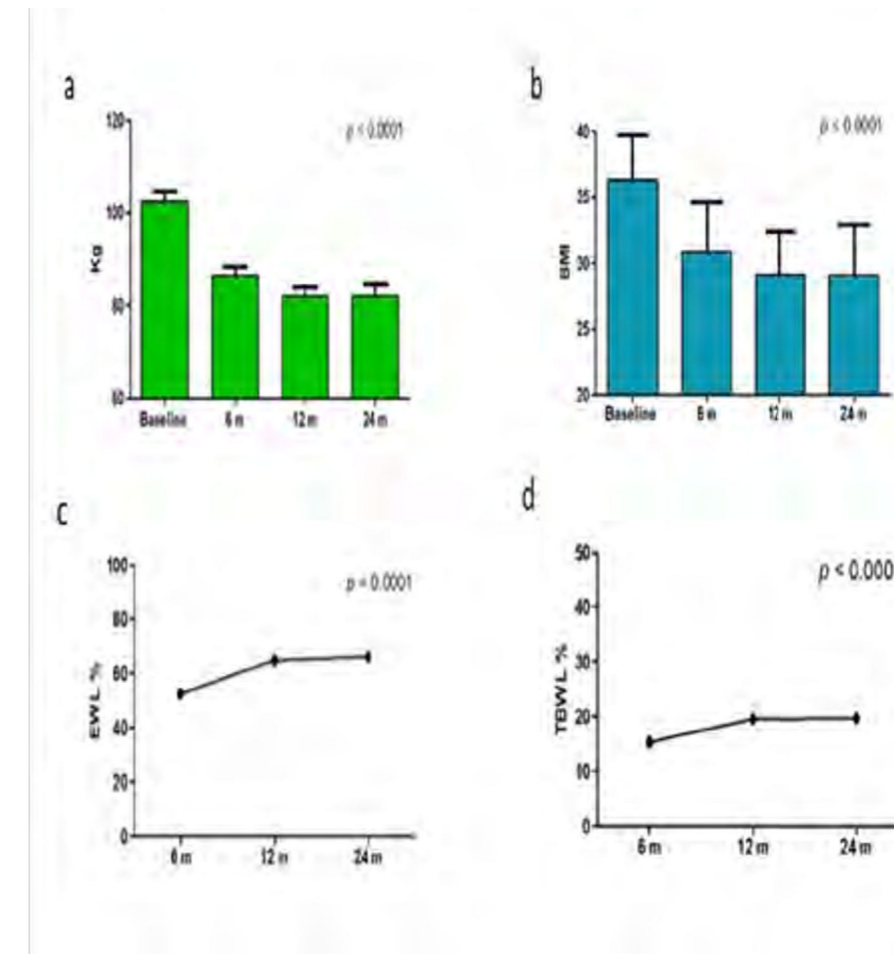 a
120
p < 0.0001
100
Kg
80
60
Baseline 6 m 12 m 24 m
b
40
p < 0.0001
35
30
BMI
25
20
Baseline 6 m 12 m 24 m
c
100
p = 0.0001
80
60
EWL %
40
20
0
6 m 12 m 24 m
d
50
p < 0.000
40
30
TBWL %
20
10
0
6 m 12 m 24 m